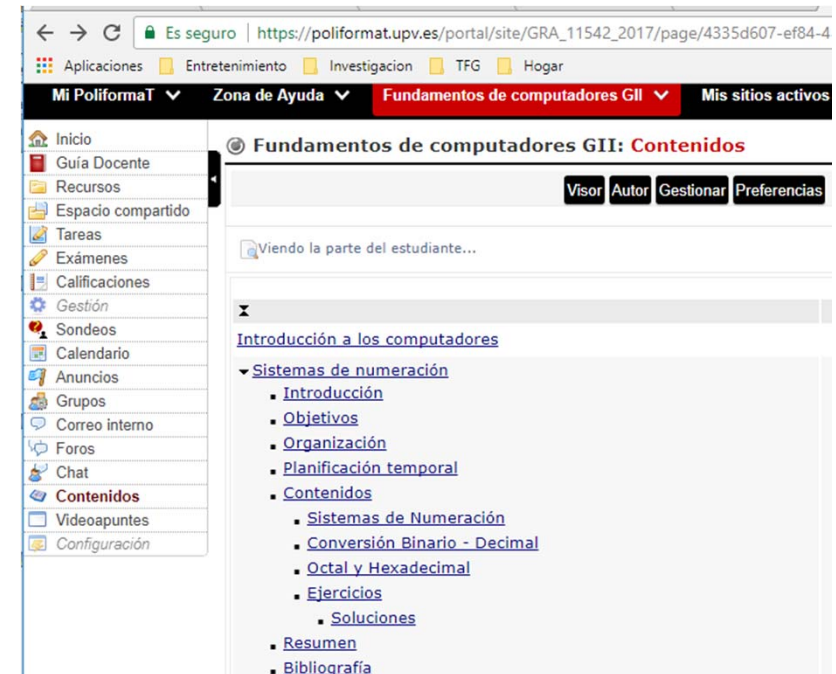 Es seguro https://poliformat.upv.es/portal/site/GRA_11542_2017/page/4335d607-ef84-4
Aplicaciones Entretenimiento Investigacion TFG Hogar
Mi PoliformaT Zona de Ayuda Fundamentos de computadores GII Mis sitios activos
Inicio
Guía Docente
Recursos
Espacio compartido
Tareas
Exámenes
Calificaciones
Gestión
Sondeos
Calendario
Anuncios
Grupos
Correo interno
Foros
Chat
Contenidos
Videoapuntes
Configuración
Fundamentos de computadores GII: Contenidos
Visor Autor Gestionar Preferencias
Viendo la parte del estudiante...
Introducción a los computadores
Sistemas de numeración
Introducción
Objetivos
Organización
Planificación temporal
Contenidos
Sistemas de Numeración
Conversión Binario - Decimal
Octal y Hexadecimal
Ejercicios
Soluciones
Resumen
Bibliografía